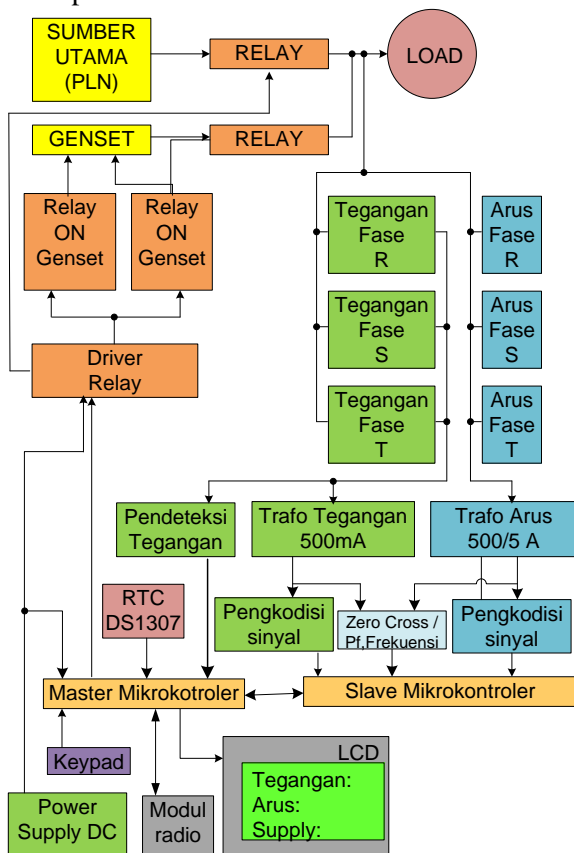 SUMBER
UTAMA
(PLN)
RELAY
LOAD
GENSET
RELAY
Relay
ON
Genset
Relay
ON
Genset
Tegangan
Fase
R
Arus
Fase
R
Tegangan
Fase
S
Arus
Fase
S
Driver
Relay
Tegangan
Fase
T
Arus
Fase
T
Pendeteksi
Tegangan
Trafo Tegangan
500mA
Trafo Arus
500/5 A
RTC
DS1307
Pengkodisi
sinyal
Zero Cross /
Pf,Frekuensi
Pengkodisi
sinyal
Master Mikrokotroler
Slave Mikrokontroler
Keypad
LCD
Tegangan:
Arus:
Supply:
Power
Supply DC
Modul
radio